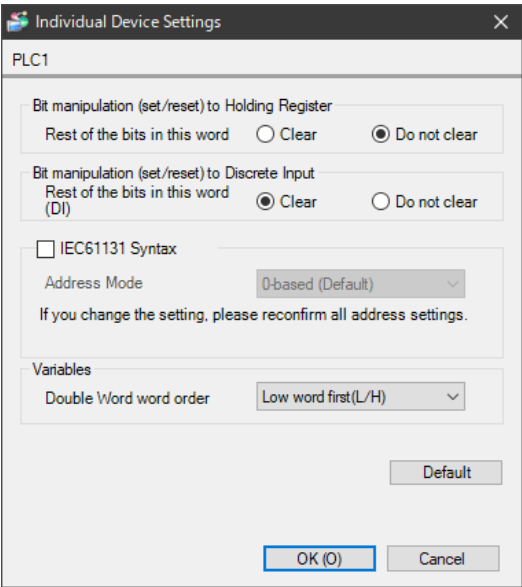 Individual Device Settings
PLC1
Bit manipulation (set/reset) to Holding Register
Rest of the bits in this word Clear Do not clear
Bit manipulation (set/reset) to Discrete Input
Rest of the bits in this word
(DI) Clear Do not clear
IEC61131 Syntax
Address Mode 0-based (Default)
If you change the setting, please reconfirm all address settings.
Variables
Double Word word order Low word first(L/H)
Default
OK (O) Cancel